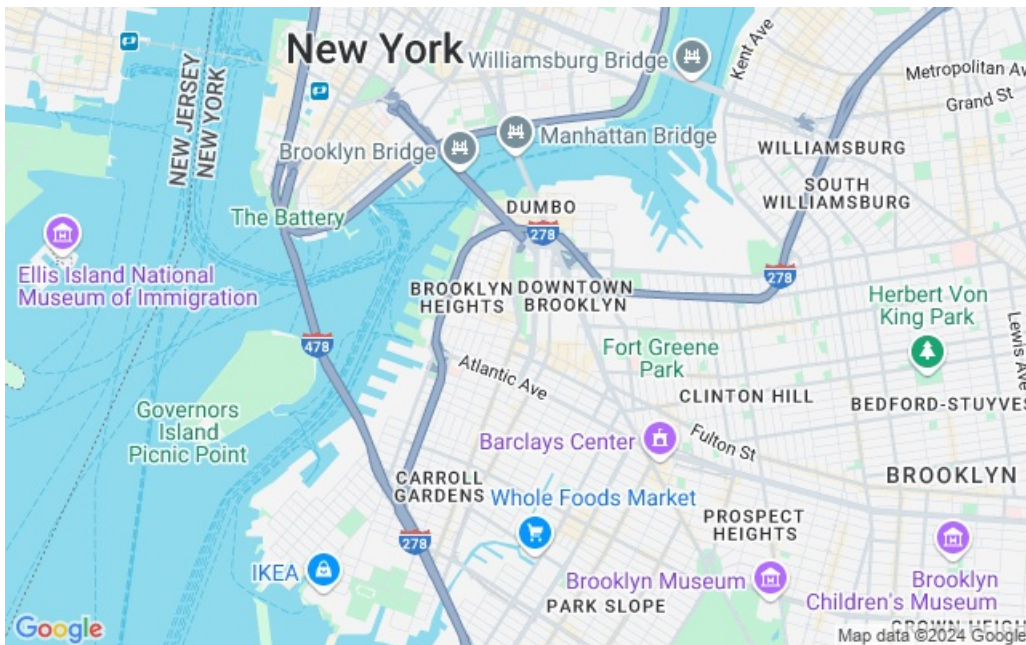 New York
Williamsburg Bridge
Kent Ave
Metropolitan Av
Grand St
NEW JERSEY
NEW YORK
Brooklyn Bridge
Manhattan Bridge
WILLIAMSBURG
SOUTH
WILLIAMSBURG
The Battery
DUMBO
278
Ellis Island National
Museum of Immigration
278
BROOKLYN
HEIGHTS
DOWNTOWN
BROOKLYN
Herbert Von
King Park
Lewis Ave
478
Fort Greene
Park
Atlantic Ave
CLINTON HILL
BEDFORD-STUYVES
Governors
Island
Picnic Point
Barclays Center
Fulton St
CARROLL
GARDENS
Whole Foods Market
BROOKLYN
PROSPECT
HEIGHTS
278
IKEA
Brooklyn Museum
Brooklyn
Children's Museum
PARK SLOPE
CROWN HEIGH
Google
Map data ©2024 Google